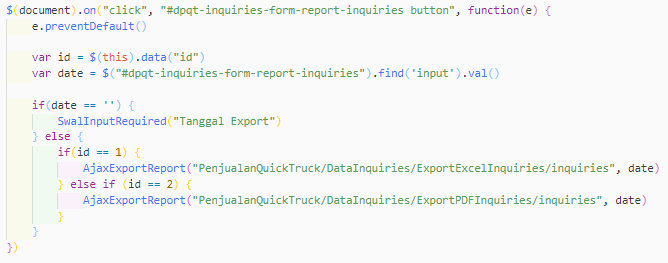 $(document).on("click", "#dpqt-inquiries-form-report-inquiries button", function(e) {
    e.preventDefault()

    var id = $(this).data("id")
    var date = $("#dpqt-inquiries-form-report-inquiries").find('input').val()

    if(date == '') {
        SwalInputRequired("Tanggal Export")
    } else {
        if(id == 1) {
            AjaxExportReport("PenjualanQuickTruck/DataInquiries/ExportExcelInquiries/inquiries", date)
        } else if (id == 2) {
            AjaxExportReport("PenjualanQuickTruck/DataInquiries/ExportPDFInquiries/inquiries", date)
        }
    }
})